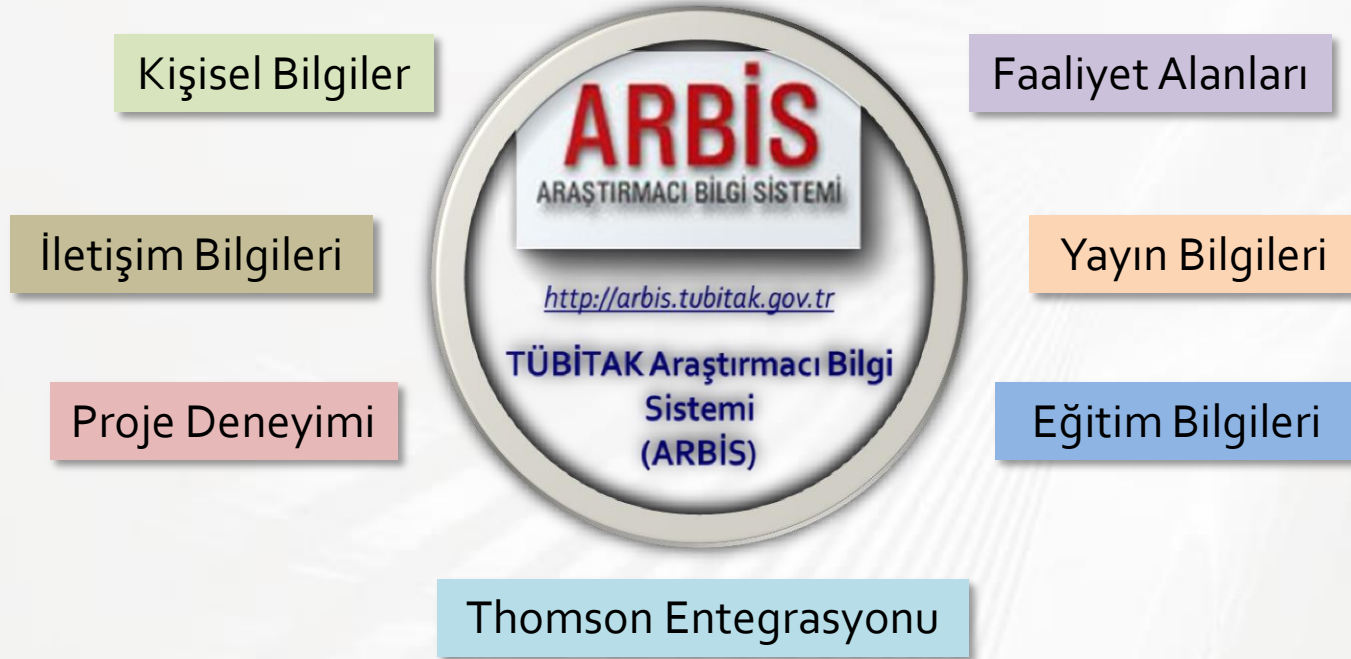 Kişisel Bilgiler
Faaliyet Alanları
ARBİS
ARAŞTIRMACI BİLGİ SİSTEMİ
İletişim Bilgileri
Yayın Bilgileri
http://arbis.tubitak.gov.tr
TÜBİTAK Araştırmacı Bilgi
Sistemi
(ARBİS)
Proje Deneyimi
Eğitim Bilgileri
Thomson Entegrasyonu